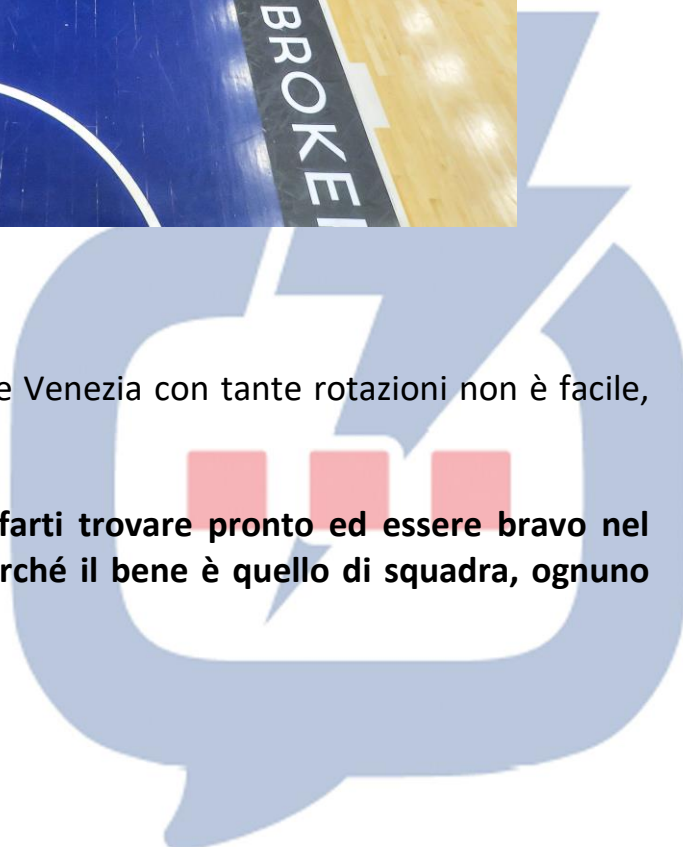 BROKE
e Venezia con tante rotazioni non è facile,
farti trovare pronto ed essere bravo nel
rché il bene è quello di squadra, ognuno